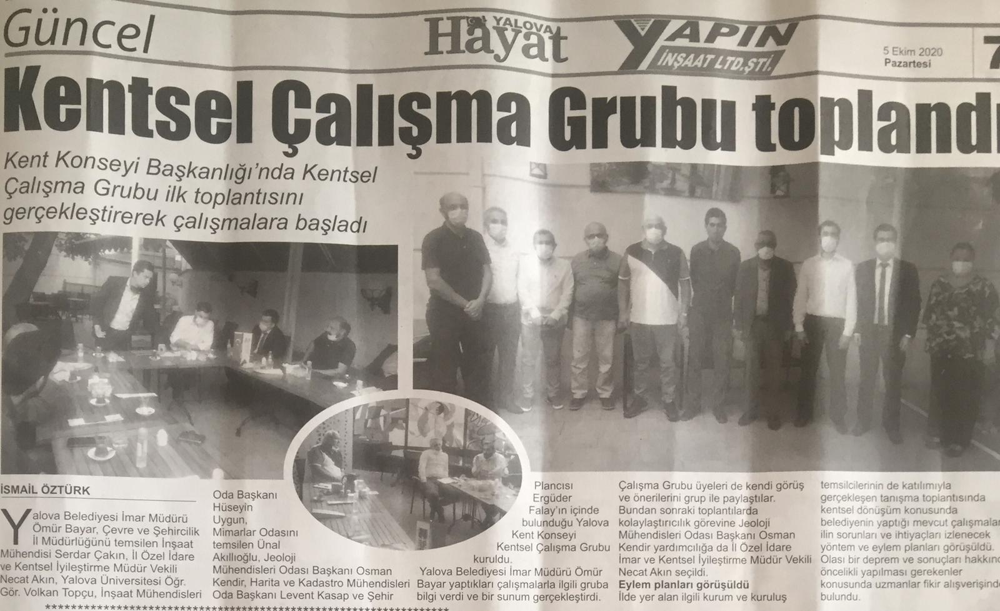 Güncel
YALOVA
Hayat
YAPIN
İNŞAAT LTD.ŞTİ.
5 Ekim 2020
Pazartesi
7
Kentsel Çalışma Grubu toplandı
Kent Konseyi Başkanlığı'nda Kentsel
Çalışma Grubu ilk toplantısını
gerçekleştirerek çalışmalara başladı
İSMAİL ÖZTÜRK
Yalova Belediyesi İmar Müdürü
Ömür Bayar, Çevre ve Şehircilik
İl Müdürlüğünü temsilen İnşaat
Mühendisi Serdar Çakın, İl Özel İdare
ve Kentsel İyileştirme Müdür Vekili
Necat Akın, Yalova Üniversitesi Öğr.
Gör. Volkan Topçu, İnşaat Mühendisleri
Oda Başkanı
Hüseyin
Uygun,
Mimarlar Odasını
temsilen Ünal
Akıllıoğlu, Jeoloji
Mühendisleri Odası Başkanı Osman
Kendir, Harita ve Kadastro Mühendisleri
Oda Başkanı Levent Kasap ve Şehir
Plancısı
Ergüder
Falay'ın içinde
bulunduğu Yalova
Kent Konseyi
Kentsel Çalışma Grubu
kuruldu.
Yalova Belediyesi İmar Müdürü Ömür
Bayar yaptıkları çalışmalarla ilgili gruba
bilgi verdi ve bir sunum gerçekleştirdi.
Çalışma Grubu üyeleri de kendi görüş
ve önerilerini grup ile paylaştılar.
Bundan sonraki toplantılarda
kolaylaştırıcılık görevine Jeoloji
Mühendisleri Odası Başkanı Osman
Kendir yardımcılığa da İl Özel İdare
İmar ve Kentsel İyileştirme Müdür Vekili
Necat Akın seçildi.
Eylem planları görüşüldü
İlde yer alan ilgili kurum ve kuruluş
temsilcilerinin de katılımıyla
gerçekleşen tanışma toplantısında
kentsel dönüşüm konusunda
belediyenin yaptığı mevcut çalışmalar
ilin sorunları ve ihtiyaçları izlenecek
yöntem ve eylem planları görüşüldü.
Olası bir deprem ve sonuçları hakkınd
öncelikli yapılması gerekenler
konusunda uzmanlar fikir alışverişind
bulundu.